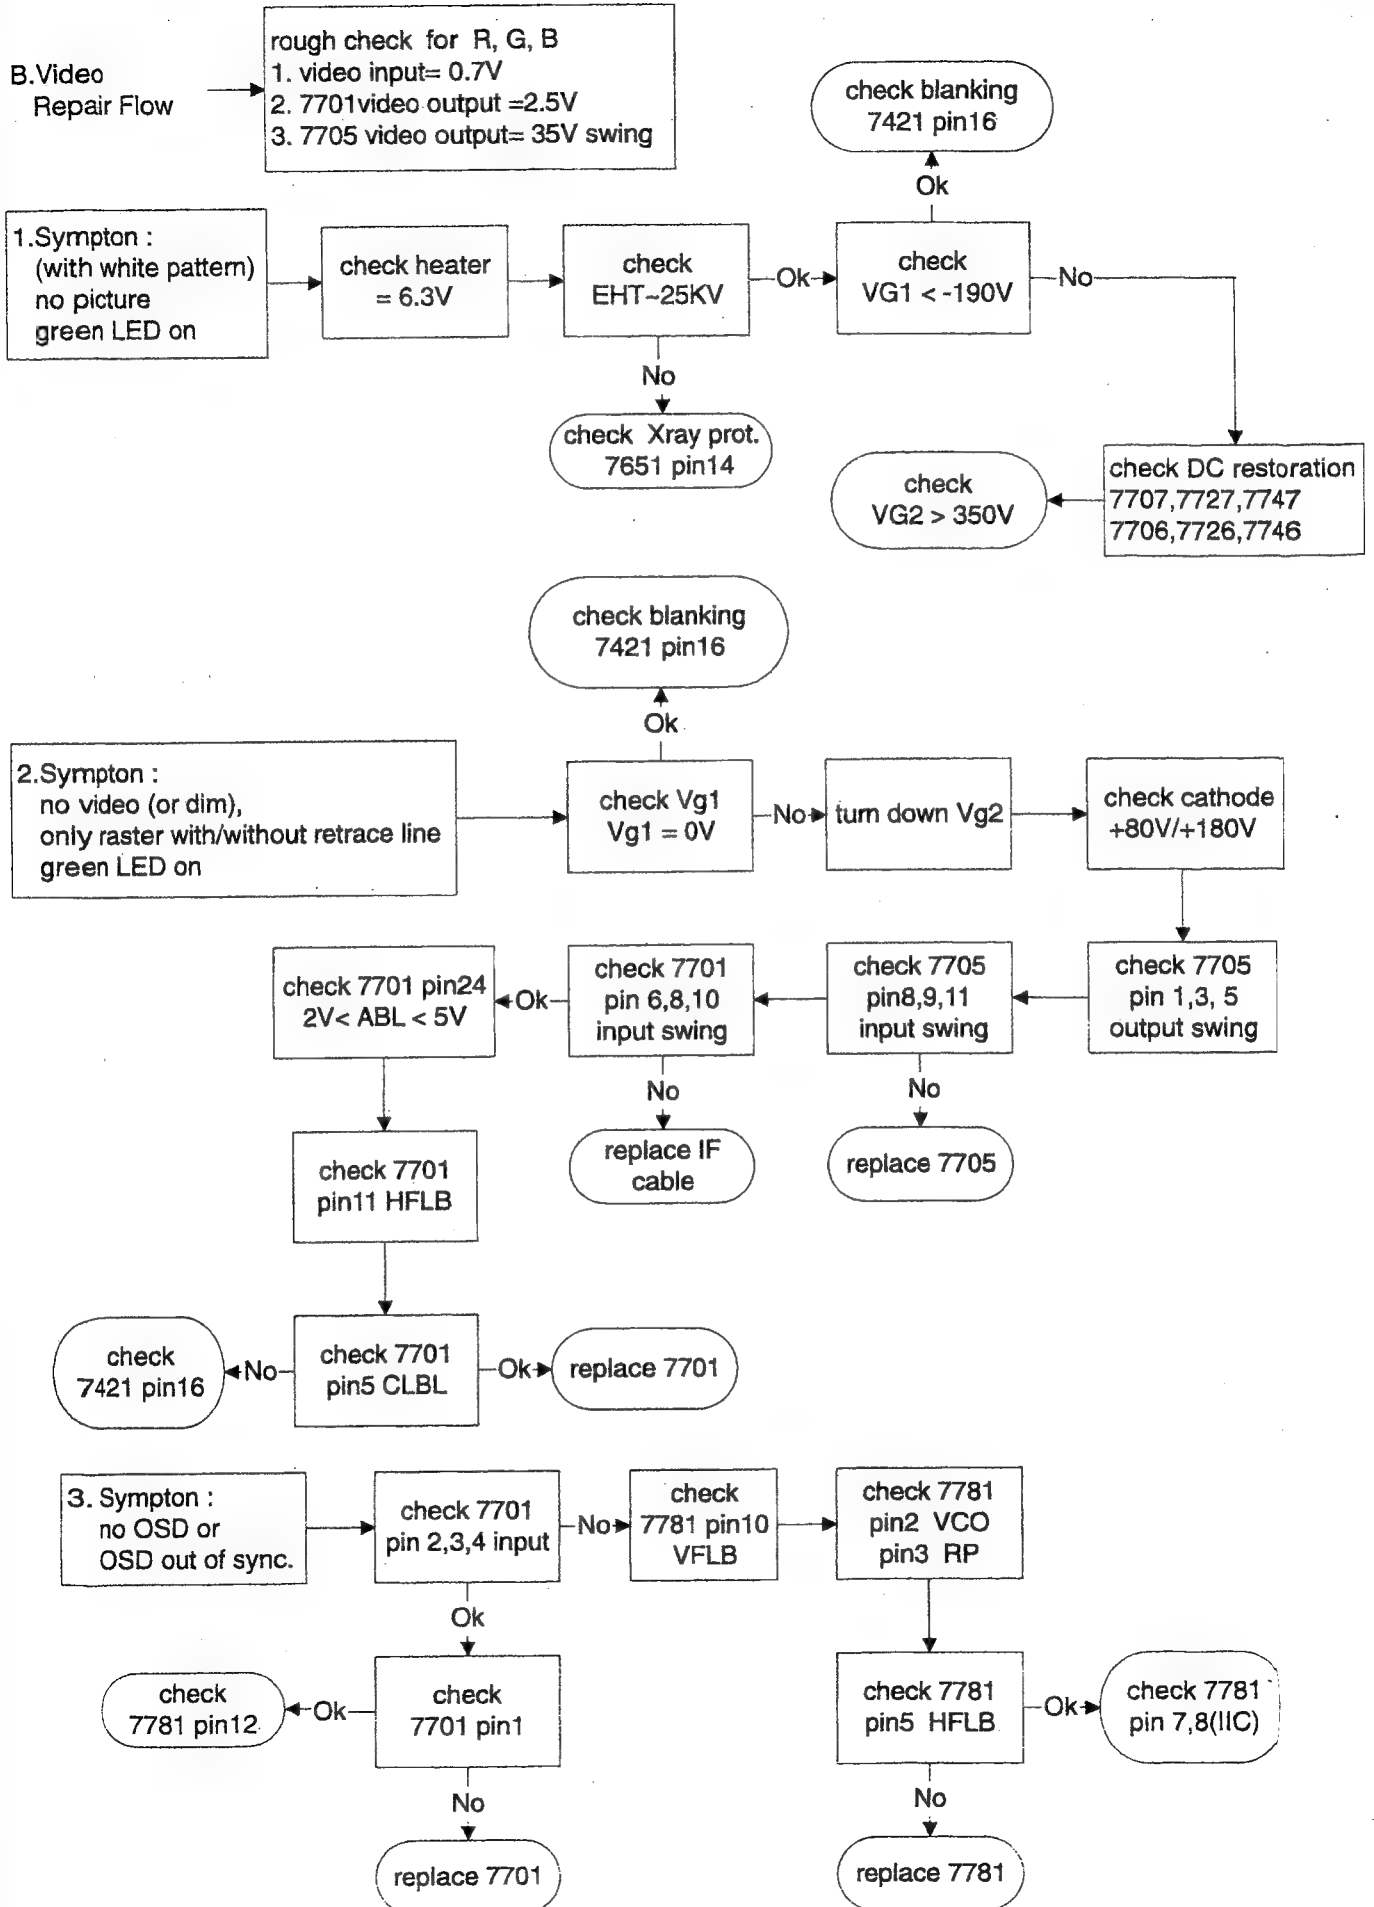 B.Video
Repair Flow
rough check for R, G, B
1. video input= 0.7V
2. 7701video output =2.5V
3. 7705 video output= 35V swing
check blanking
7421 pin16
Ok
1.Sympton :
(with white pattern)
no picture
green LED on
check heater
= 6.3V
check
EHT~25KV
Ok
check
VG1 < -190V
No
No
check Xray prot.
7651 pin14
check
VG2 > 350V
check DC restoration
7707,7727,7747
7706,7726,7746
check blanking
7421 pin16
Ok
2.Sympton :
no video (or dim),
only raster with/without retrace line
green LED on
check Vg1
Vg1 = 0V
No
turn down Vg2
check cathode
+80V/+180V
check 7701 pin24
2V< ABL < 5V
Ok
check 7701
pin 6,8,10
input swing
check 7705
pin8,9,11
input swing
check 7705
pin 1,3, 5
output swing
No
No
replace IF
cable
replace 7705
check 7701
pin11 HFLB
check
7421 pin16
No
check 7701
pin5 CLBL
Ok
replace 7701
3. Sympton :
no OSD or
OSD out of sync.
check 7701
pin 2,3,4 input
No
check
7781 pin10
VFLB
check 7781
pin2 VCO
pin3 RP
Ok
check
7781 pin12
Ok
check
7701 pin1
check 7781
pin5 HFLB
Ok
check 7781
pin 7,8(IIC)
No
No
replace 7701
replace 7781